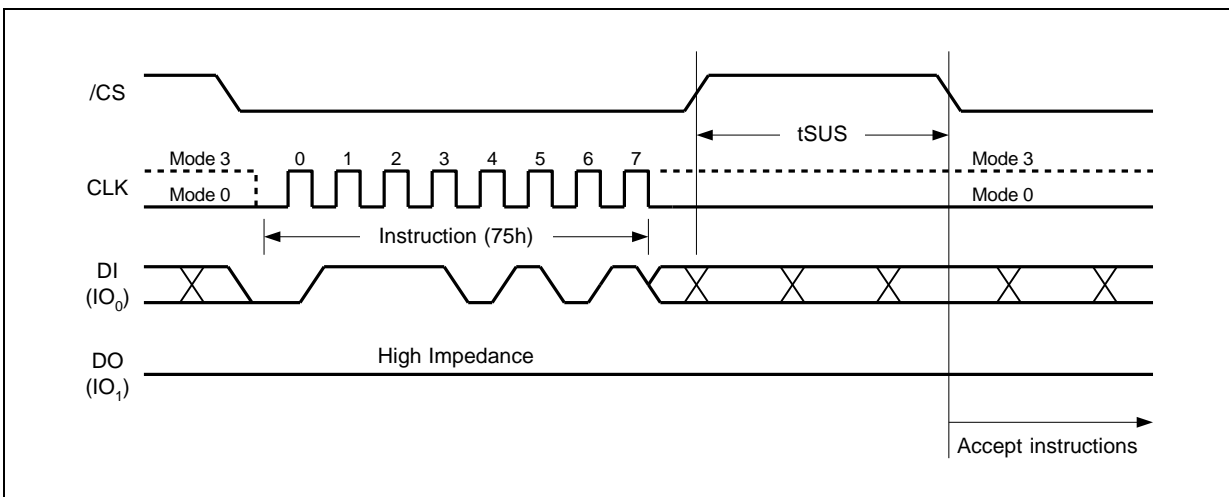 /CS
tSUS
Mode 3 0 1 2 3 4 5 6 7 Mode 3
CLK
Mode 0 Mode 0
Instruction (75h)
DI
(IO₀)
High Impedance
DO
(IO₁)
Accept instructions